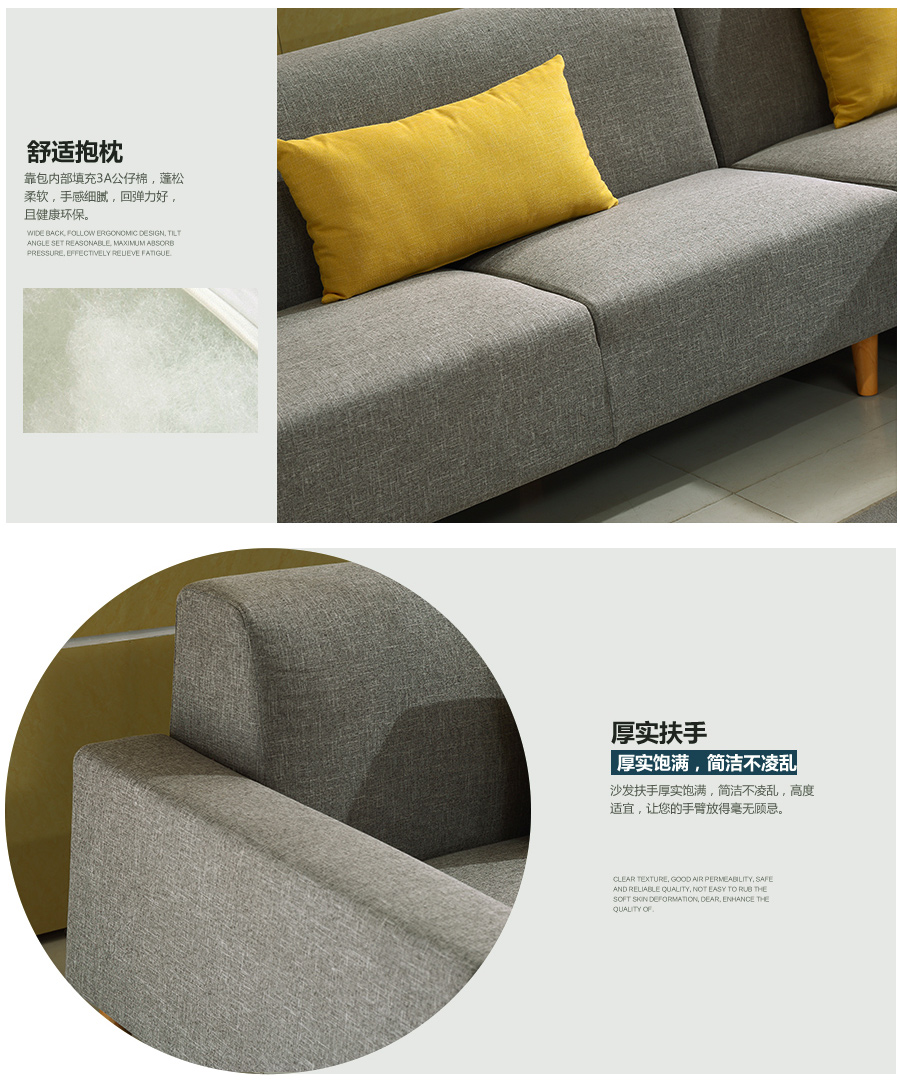 舒适抱枕
靠包内部填充3A公仔棉，蓬松
柔软，手感细腻，回弹力好，
且健康环保。
WIDE BACK, FOLLOW ERGONOMIC DESIGN, TILT
ANGLE SET REASONABLE, MAXIMUM ABSORB
PRESSURE, EFFECTIVELY RELIEVE FATIGUE.
厚实扶手
厚实饱满，简洁不凌乱
沙发扶手厚实饱满，简洁不凌乱，高度
适宜，让您的手臂放得毫无顾忌。
CLEAR TEXTURE, GOOD AIR PERMEABILITY, SAFE
AND RELIABLE QUALITY, NOT EASY TO RUB THE
SOFT SKIN DEFORMATION, DEAR, ENHANCE THE
QUALITY OF.